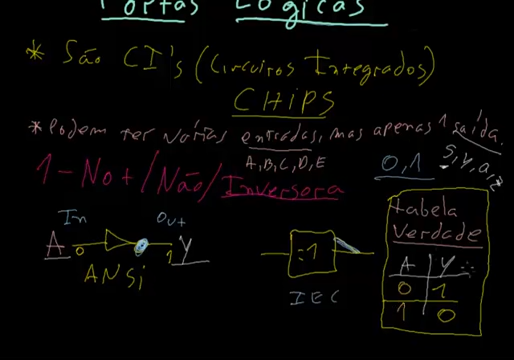 Portas Lógicas
* São CI's (Circuiros Integrados)
CHIPS
* Podem ter várias entradas, mas apenas 1 saída.
A, B, C, D, E
0, 1
S, Y, Q, Z
1 - Not / Não / Inversora
In
Out
A 0 1 Y
ANSi
:1
IEC
tabela
Verdade
A Y
0 1
1 0